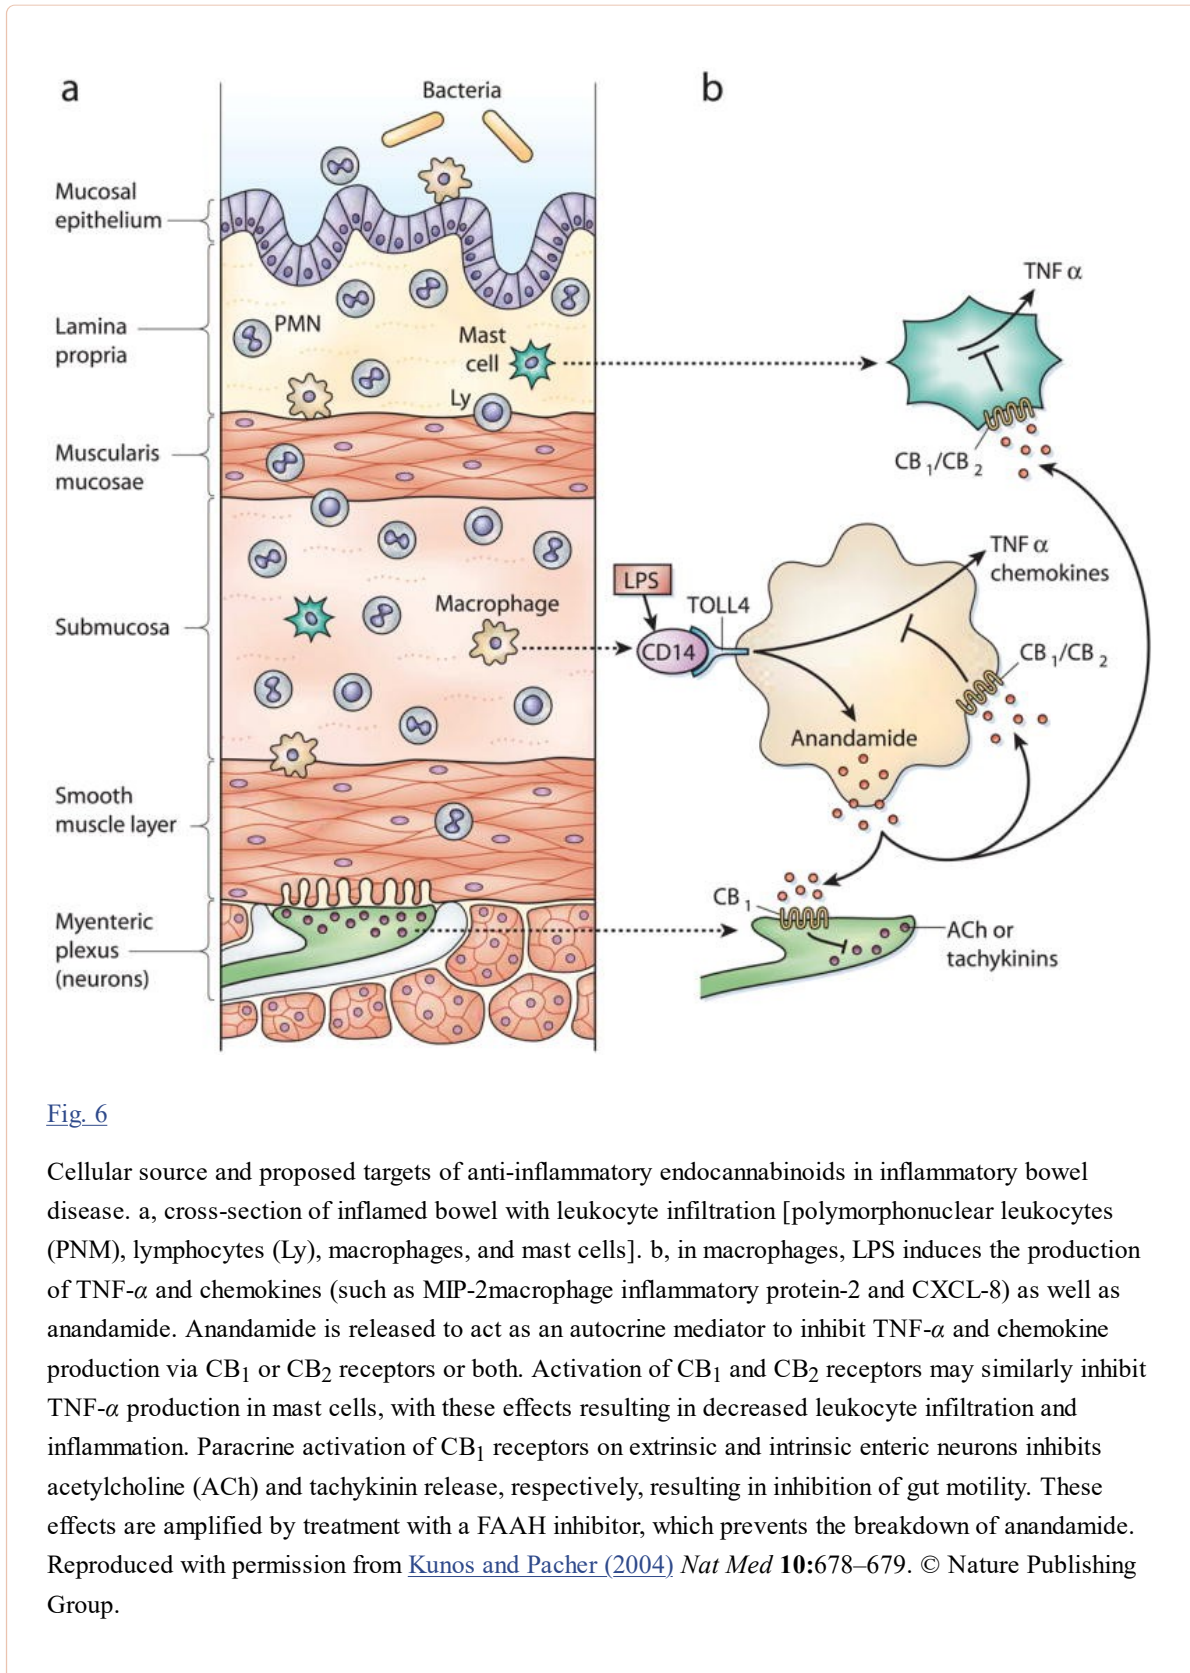 a
b
Bacteria
Mucosal
epithelium
TNF α
Lamina
propria
PMN
Mast
cell
Ly
CB1/CB2
Muscularis
mucosae
TNF α
chemokines
LPS
TOLL4
CD14
Macrophage
Submucosa
CB1/CB2
Anandamide
Smooth
muscle layer
CB1
Myenteric
plexus
(neurons)
ACh or
tachykinins
Fig. 6
Cellular source and proposed targets of anti-inflammatory endocannabinoids in inflammatory bowel
disease. a, cross-section of inflamed bowel with leukocyte infiltration [polymorphonuclear leukocytes
(PNM), lymphocytes (Ly), macrophages, and mast cells]. b, in macrophages, LPS induces the production
of TNF-α and chemokines (such as MIP-2macrophage inflammatory protein-2 and CXCL-8) as well as
anandamide. Anandamide is released to act as an autocrine mediator to inhibit TNF-α and chemokine
production via CB1 or CB2 receptors or both. Activation of CB1 and CB2 receptors may similarly inhibit
TNF-α production in mast cells, with these effects resulting in decreased leukocyte infiltration and
inflammation. Paracrine activation of CB1 receptors on extrinsic and intrinsic enteric neurons inhibits
acetylcholine (ACh) and tachykinin release, respectively, resulting in inhibition of gut motility. These
effects are amplified by treatment with a FAAH inhibitor, which prevents the breakdown of anandamide.
Reproduced with permission from Kunos and Pacher (2004) Nat Med 10:678–679. © Nature Publishing
Group.